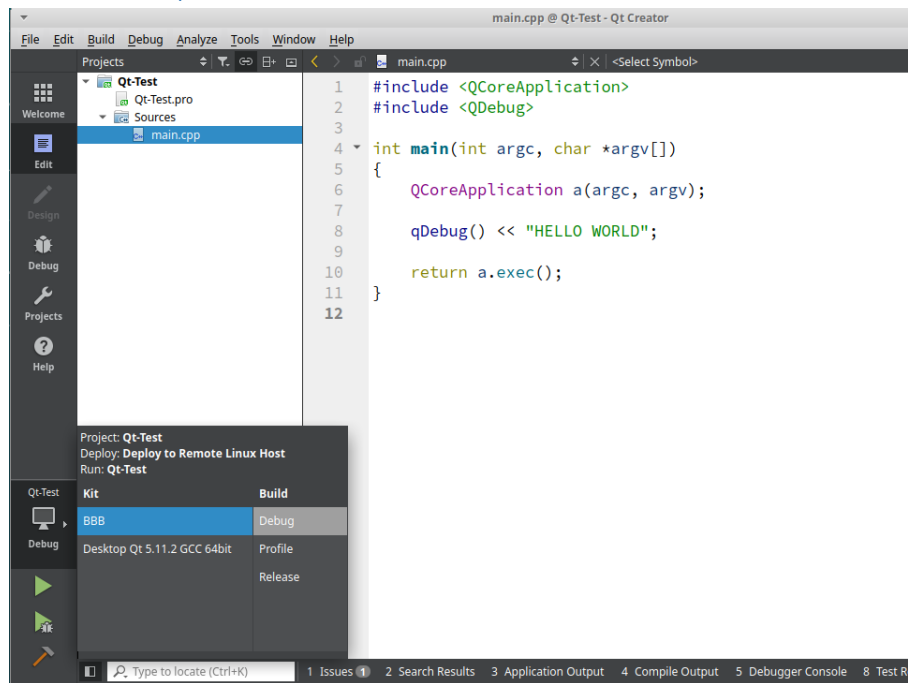 main.cpp @ Qt-Test - Qt Creator
File Edit Build Debug Analyze Tools Window Help
Projects
main.cpp
<Select Symbol>
Welcome
Edit
Design
Debug
Projects
Help
Qt-Test
Qt-Test.pro
Sources
main.cpp
1 #include <QCoreApplication>
2 #include <QDebug>
3
4 int main(int argc, char *argv[])
5 {
6 QCoreApplication a(argc, argv);
7
8 qDebug() << "HELLO WORLD";
9
10 return a.exec();
11 }
12
Project: Qt-Test
Deploy: Deploy to Remote Linux Host
Run: Qt-Test
Kit Build
BBB Debug
Desktop Qt 5.11.2 GCC 64bit Profile
Release
Qt-Test
Debug
Type to locate (Ctrl+K)
1 Issues 1 2 Search Results 3 Application Output 4 Compile Output 5 Debugger Console 8 Test R